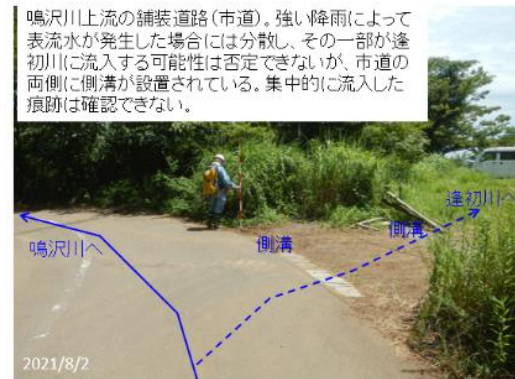 鳴沢川上流の舗装道路(市道)。強い降雨によって
表流水が発生した場合には分散し、その一部が逢
初川に流入する可能性は否定できないが、市道の
両側に側溝が設置されている。集中的に流入した
痕跡は確認できない。
逢初川へ
側溝
側溝
鳴沢川へ
2021/8/2